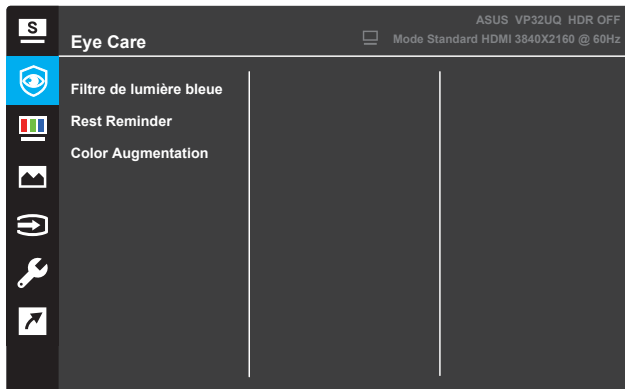 S
ASUS VP32UQ HDR OFF
Eye Care
Mode Standard HDMI 3840X2160 @ 60Hz
Filtre de lumière bleue
Rest Reminder
Color Augmentation